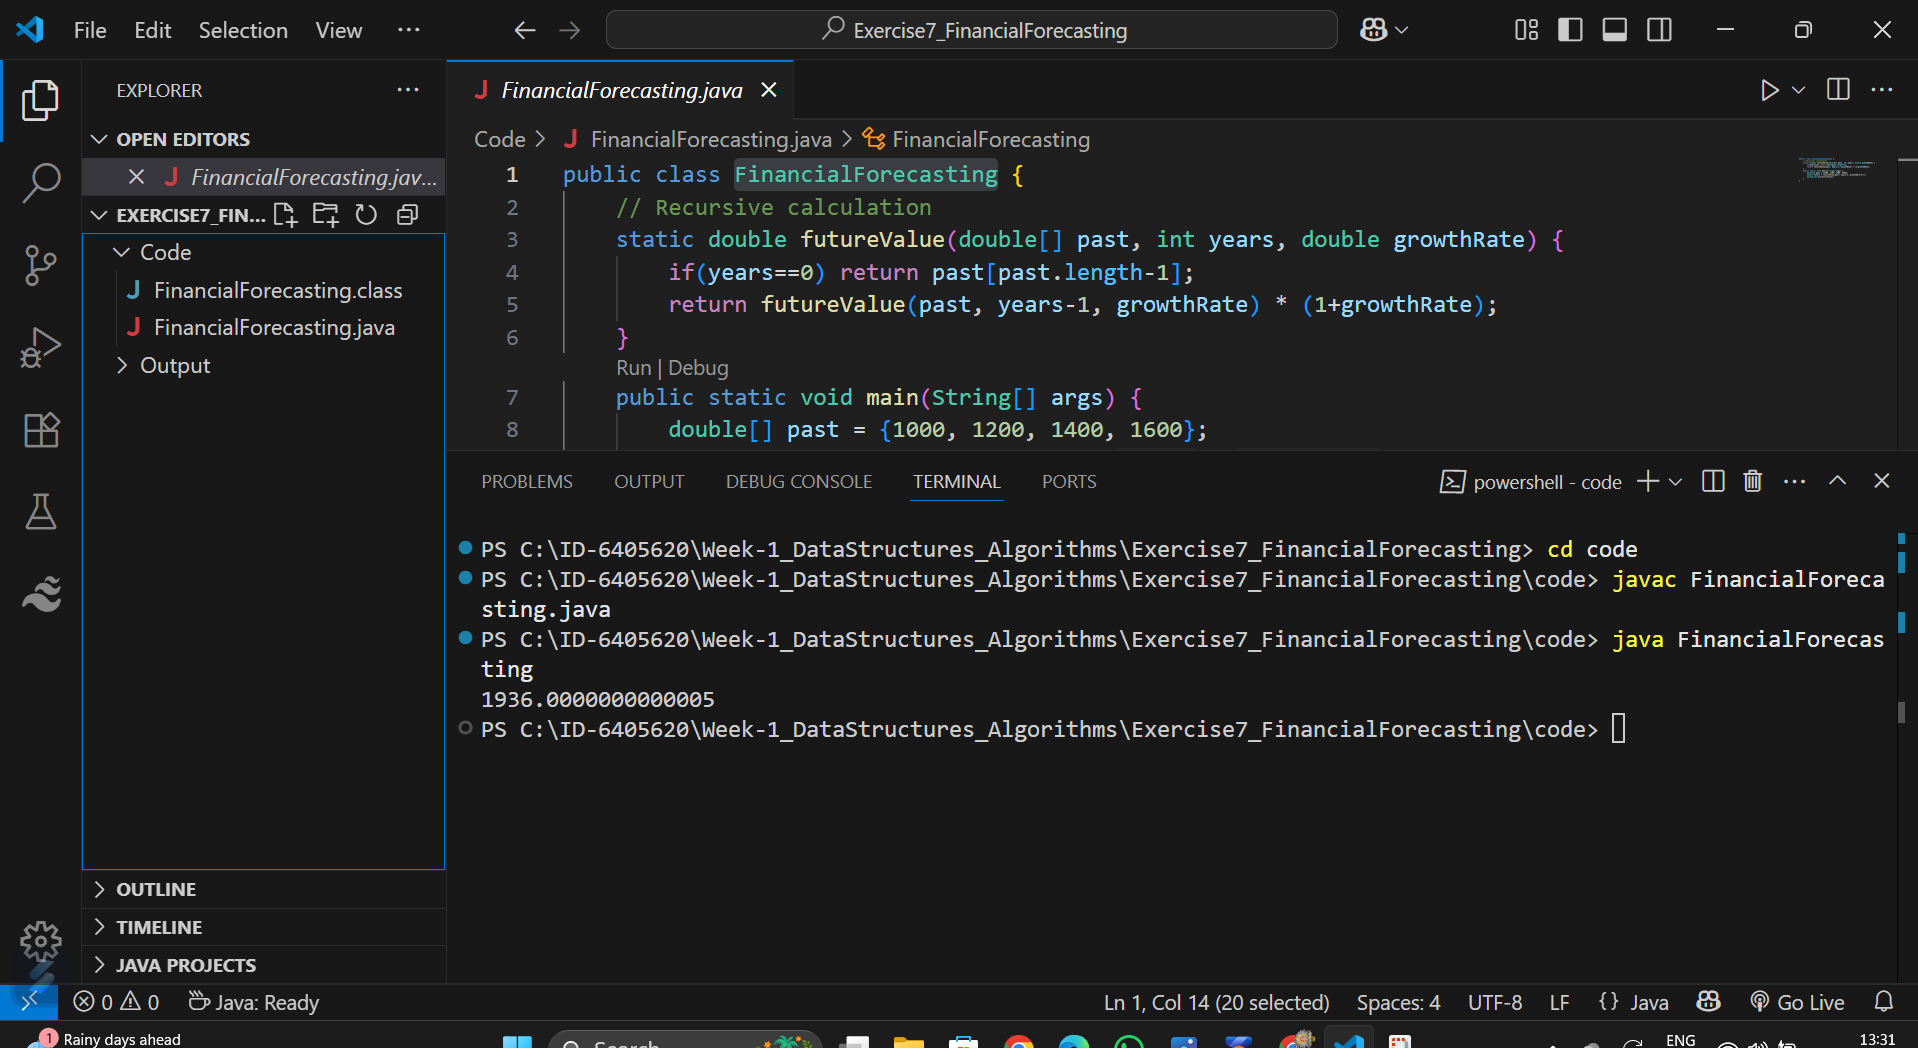 File Edit Selection View ···
Exercise7_FinancialForecasting
EXPLORER ···
OPEN EDITORS
FinancialForecasting.jav...
EXERCISE7_FIN...
Code
FinancialForecasting.class
FinancialForecasting.java
Output
OUTLINE
TIMELINE
JAVA PROJECTS
FinancialForecasting.java
Code > FinancialForecasting.java > FinancialForecasting
1 public class FinancialForecasting {
2 // Recursive calculation
3 static double futureValue(double[] past, int years, double growthRate) {
4 if(years==0) return past[past.length-1];
5 return futureValue(past, years-1, growthRate) * (1+growthRate);
6 }
Run | Debug
7 public static void main(String[] args) {
8 double[] past = {1000, 1200, 1400, 1600};
PROBLEMS OUTPUT DEBUG CONSOLE TERMINAL PORTS
powershell - code
PS C:\ID-6405620\Week-1_DataStructures_Algorithms\Exercise7_FinancialForecasting> cd code
PS C:\ID-6405620\Week-1_DataStructures_Algorithms\Exercise7_FinancialForecasting\code> javac FinancialForeca
sting.java
PS C:\ID-6405620\Week-1_DataStructures_Algorithms\Exercise7_FinancialForecasting\code> java FinancialForecas
ting
1936.0000000000005
PS C:\ID-6405620\Week-1_DataStructures_Algorithms\Exercise7_FinancialForecasting\code>
0 0 Java: Ready
Ln 1, Col 14 (20 selected) Spaces: 4 UTF-8 LF {} Java Go Live
1 Rainy days ahead
Search
ENG
13:31